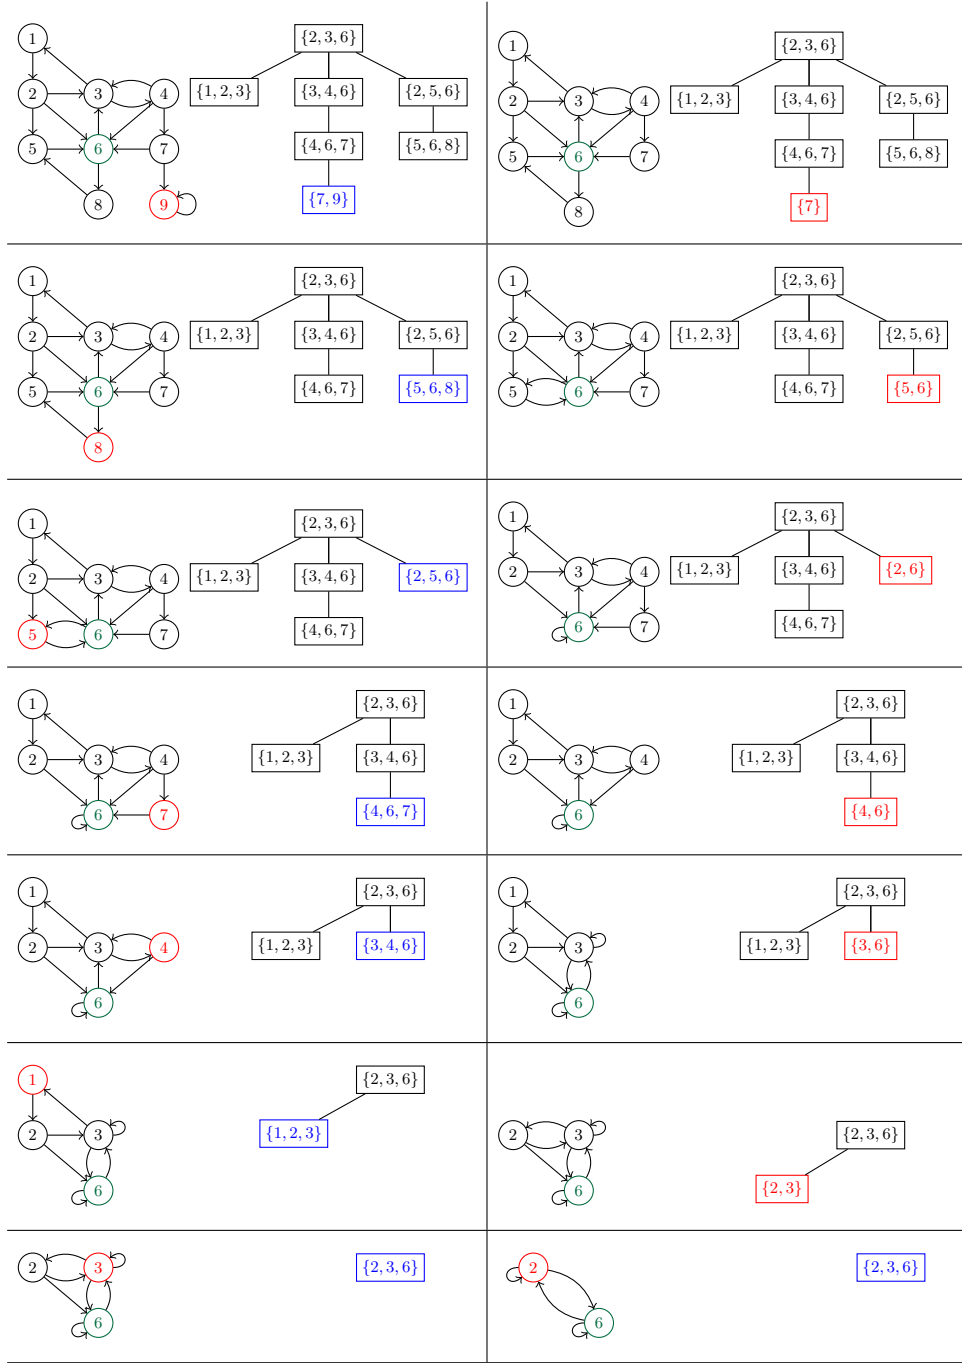 1 {2, 3, 6}
2 3 4 {1, 2, 3} {3, 4, 6} {2, 5, 6}
5 6 7 {4, 6, 7} {5, 6, 8}
8 9 {7, 9}
1 {2, 3, 6}
2 3 4 {1, 2, 3} {3, 4, 6} {2, 5, 6}
5 6 7 {4, 6, 7} {5, 6, 8}
8 {7}
1 {2, 3, 6}
2 3 4 {1, 2, 3} {3, 4, 6} {2, 5, 6}
5 6 7 {4, 6, 7} {5, 6, 8}
8
1 {2, 3, 6}
2 3 4 {1, 2, 3} {3, 4, 6} {2, 5, 6}
5 6 7 {4, 6, 7} {5, 6}
1 {2, 3, 6}
2 3 4 {1, 2, 3} {3, 4, 6} {2, 5, 6}
5 6 7 {4, 6, 7}
1 {2, 3, 6}
2 3 4 {1, 2, 3} {3, 4, 6} {2, 6}
6 7 {4, 6, 7}
1 {2, 3, 6}
2 3 4 {1, 2, 3} {3, 4, 6}
6 7 {4, 6, 7}
1 {2, 3, 6}
2 3 4 {1, 2, 3} {3, 4, 6}
6 {4, 6}
1 {2, 3, 6}
2 3 4 {1, 2, 3} {3, 4, 6}
6
1 {2, 3, 6}
2 3 {1, 2, 3} {3, 6}
6
1 {2, 3, 6}
2 3 {1, 2, 3}
6
2 3 {2, 3, 6}
6 {2, 3}
2 3 {2, 3, 6}
6
2 {2, 3, 6}
6